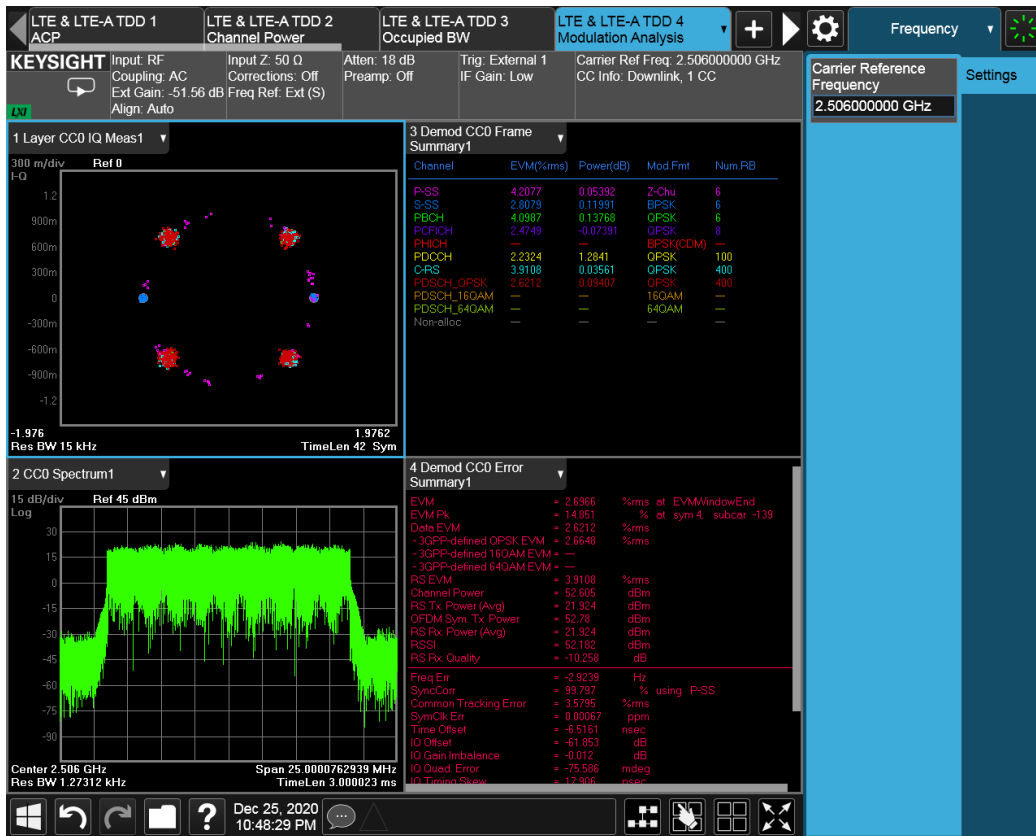 LTE & LTE-A TDD 1
ACP
LTE & LTE-A TDD 2
Channel Power
LTE & LTE-A TDD 3
Occupied BW
LTE & LTE-A TDD 4
Modulation Analysis
Frequency
KEYSIGHT
LXI
Input: RF
Coupling: AC
Ext Gain: -51.56 dB
Align: Auto
Input Z: 50 Ω
Corrections: Off
Freq Ref: Ext (S)
Atten: 18 dB
Preamp: Off
Trig: External 1
IF Gain: Low
Carrier Ref Freq: 2.506000000 GHz
CC Info: Downlink, 1 CC
Carrier Reference
Frequency
2.506000000 GHz
Settings
1 Layer CC0 IQ Meas1
300 m/div Ref 0
I-Q
1.2
900m
600m
300m
0
-300m
-600m
-900m
-1.2
-1.976 1.9762
Res BW 15 kHz TimeLen 42 Sym
3 Demod CC0 Frame
Summary1
Channel EVM(%rms) Power(dB) Mod.Fmt Num.RB
P-SS 4.2077 0.05392 Z-Chu 6
S-SS 2.8079 0.11991 BPSK 6
PBCH 4.0987 0.13768 QPSK 6
PCFICH 2.4749 -0.07391 QPSK 8
PHICH — — BPSK(CDM) —
PDCCH 2.2324 1.2841 QPSK 100
C-RS 3.9108 0.03561 QPSK 400
PDSCH_QPSK 2.6212 0.09407 QPSK 400
PDSCH_16QAM — — 16QAM —
PDSCH_64QAM — — 64QAM —
Non-alloc — — — —
2 CC0 Spectrum1
15 dB/div Ref 45 dBm
Log
30
15
0
-15
-30
-45
-60
-75
-90
Center 2.506 GHz Span 25.0000762939 MHz
Res BW 1.27312 kHz TimeLen 3.000023 ms
4 Demod CC0 Error
Summary1
EVM = 2.6966 %rms at EVMWindowEnd
EVM Pk = 14.851 % at sym 4, subcar -139
Data EVM = 2.6212 %rms
- 3GPP-defined QPSK EVM = 2.6648 %rms
- 3GPP-defined 16QAM EVM = —
- 3GPP-defined 64QAM EVM = —
RS EVM = 3.9108 %rms
Channel Power = 52.605 dBm
RS Tx. Power (Avg) = 21.924 dBm
OFDM Sym. Tx. Power = 52.78 dBm
RS Rx. Power (Avg) = 21.924 dBm
RSSI = 52.182 dBm
RS Rx. Quality = -10.258 dB
Freq Err = -2.9239 Hz
SyncCorr = 99.797 % using P-SS
Common Tracking Error = 3.5795 %rms
SymClk Err = 0.00067 ppm
Time Offset = -6.5161 nsec
IQ Offset = -61.853 dB
IQ Gain Imbalance = -0.012 dB
IQ Quad. Error = -75.586 mdeg
IQ Timing Skew = 17.906 psec
?
Dec 25, 2020
10:48:29 PM